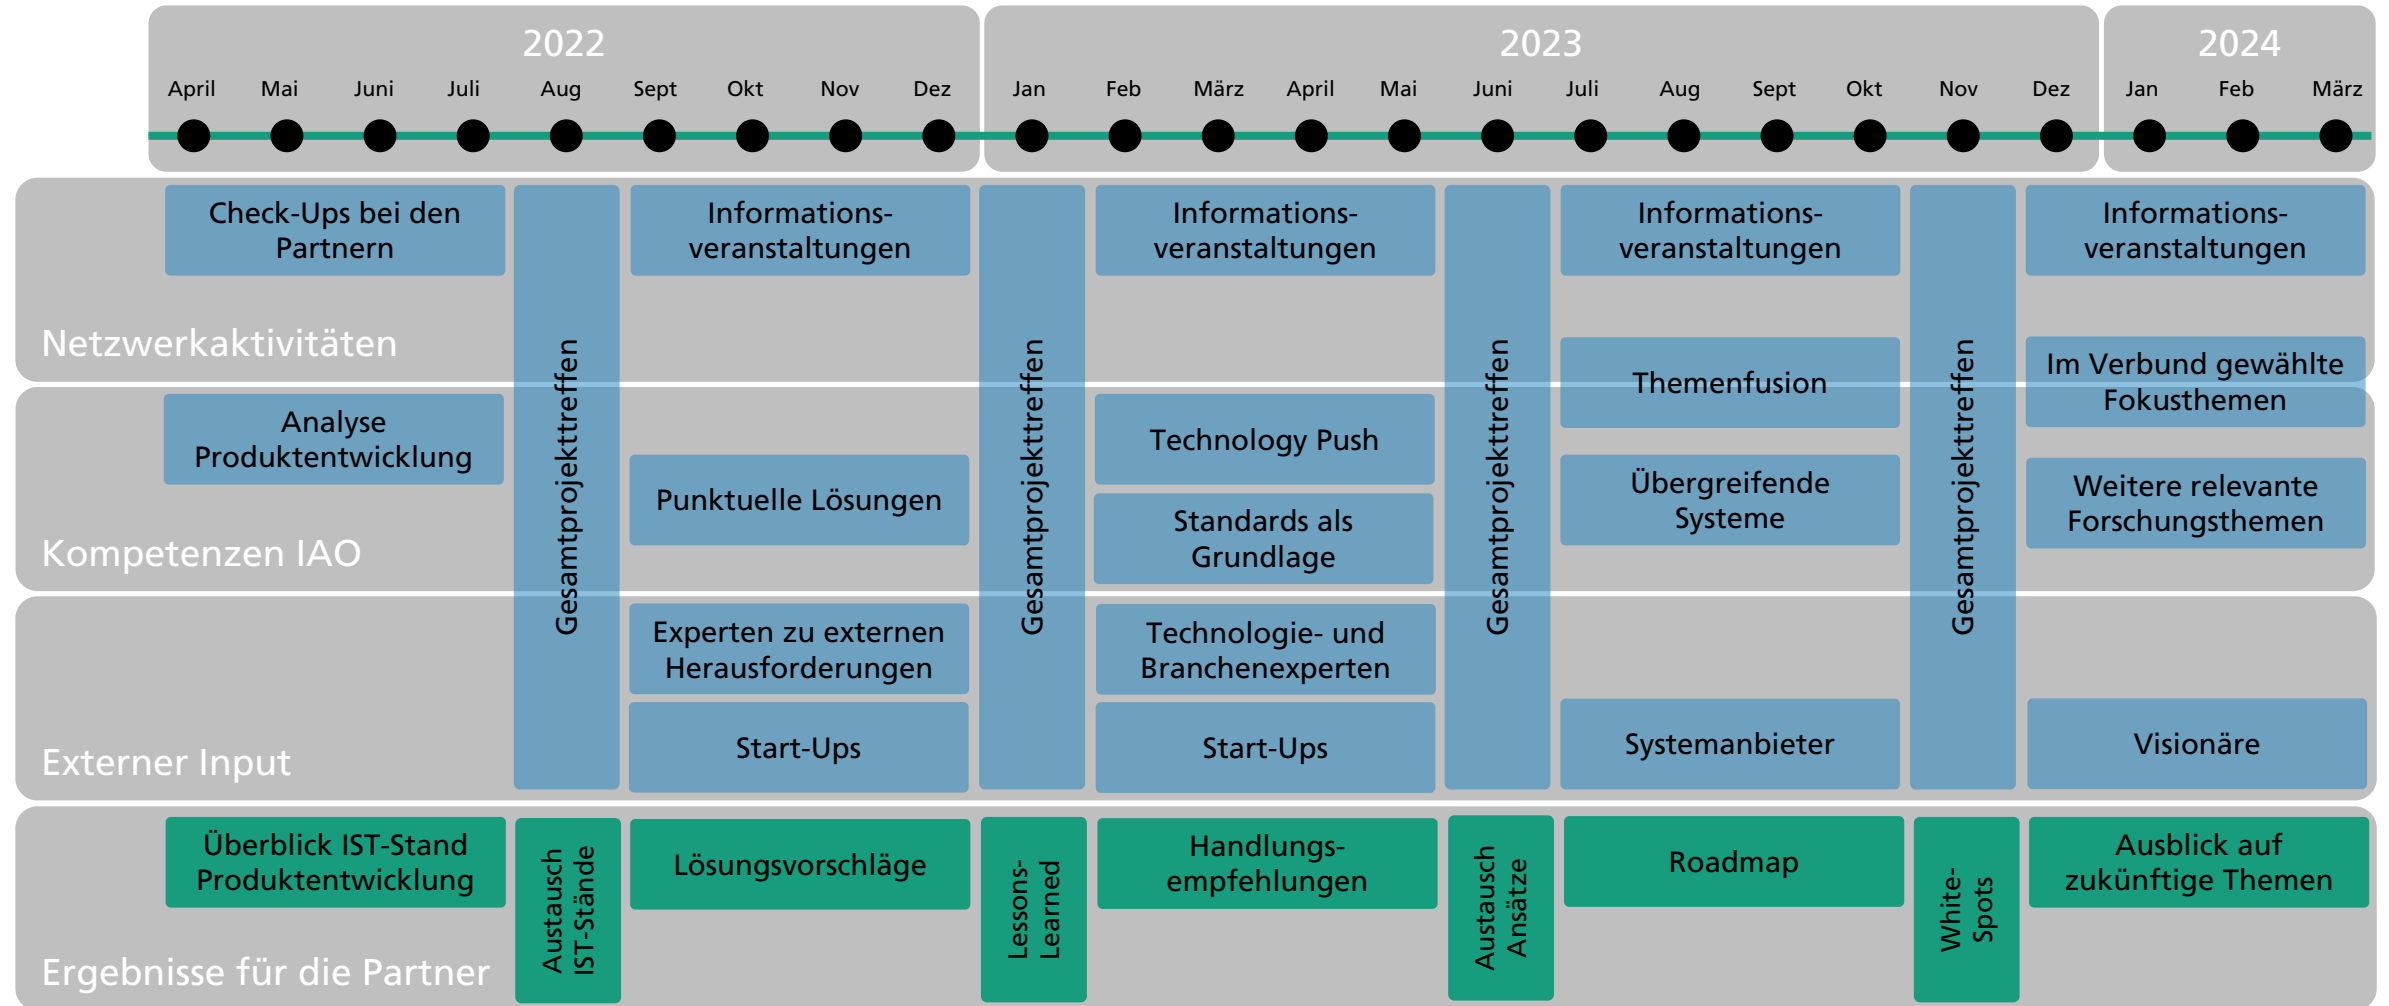 2022
2023
2024
April Mai Juni Juli Aug Sept Okt Nov Dez Jan Feb März April Mai Juni Juli Aug Sept Okt Nov Dez Jan Feb März
Netzwerkaktivitäten
Check-Ups bei den
Partnern
Informations-
veranstaltungen
Informations-
veranstaltungen
Informations-
veranstaltungen
Informations-
veranstaltungen
Gesamtprojekttreffen
Gesamtprojekttreffen
Gesamtprojekttreffen
Gesamtprojekttreffen
Themenfusion
Im Verbund gewählte
Fokusthemen
Kompetenzen IAO
Analyse
Produktentwicklung
Punktuelle Lösungen
Technology Push
Standards als
Grundlage
Übergreifende
Systeme
Weitere relevante
Forschungsthemen
Externer Input
Experten zu externen
Herausforderungen
Start-Ups
Technologie- und
Branchenexperten
Start-Ups
Systemanbieter
Visionäre
Ergebnisse für die Partner
Überblick IST-Stand
Produktentwicklung
Austausch
IST-Stände
Lösungsvorschläge
Lessons-
Learned
Handlungs-
empfehlungen
Austausch
Ansätze
Roadmap
White-
Spots
Ausblick auf
zukünftige Themen